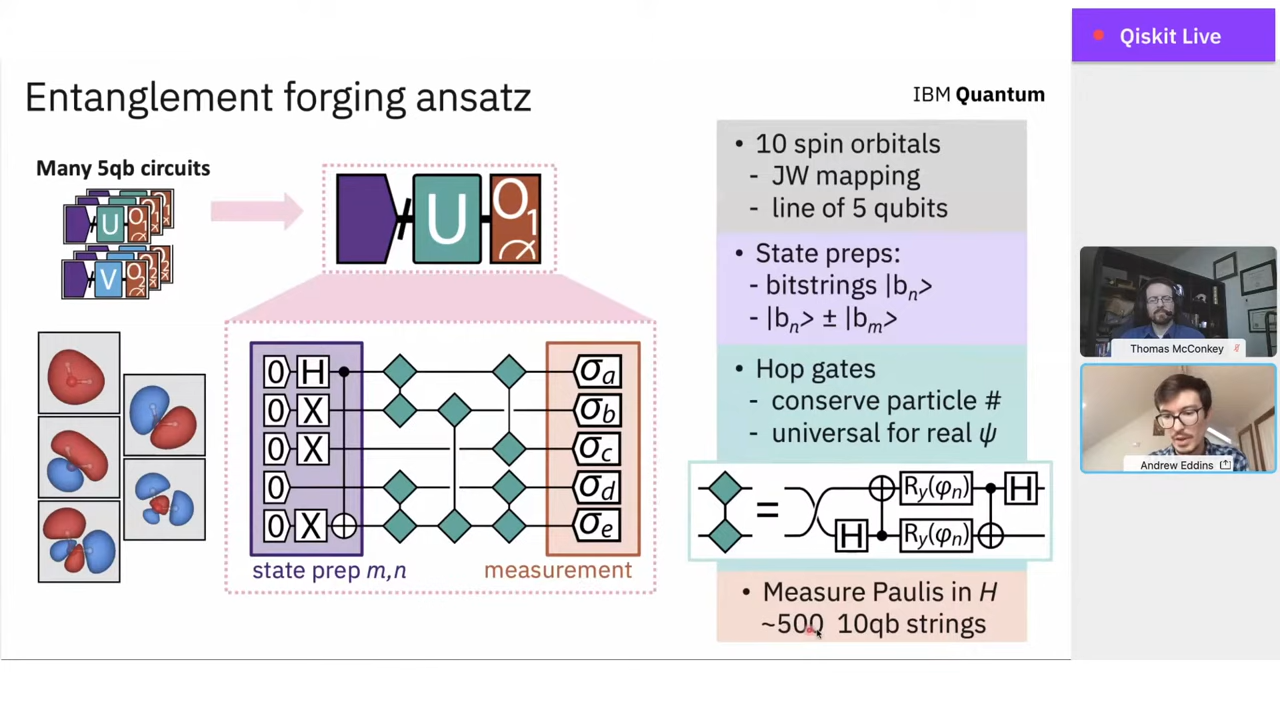 Qiskit Live
Entanglement forging ansatz
IBM Quantum
Many 5qb circuits
U
V
U
O1
0 H
0 X
0 X
0
0 X
σa
σb
σc
σd
σe
state prep m,n
measurement
• 10 spin orbitals
- JW mapping
- line of 5 qubits
• State preps:
- bitstrings |bn>
- |bn> ± |bm>
• Hop gates
- conserve particle #
- universal for real ψ
=
Ry(φn) H
H Ry(φn)
• Measure Paulis in H
~500 10qb strings
Thomas McConkey
Andrew Eddins